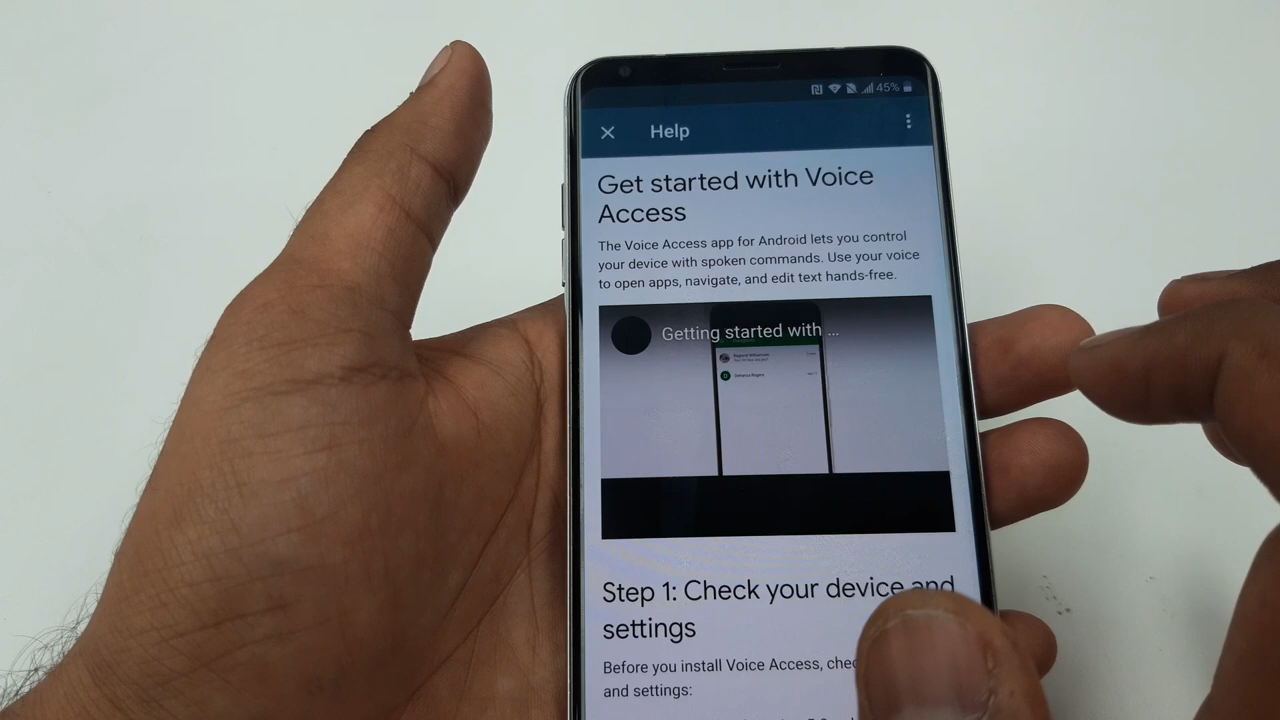 45%
Help
Get started with Voice
Access
The Voice Access app for Android lets you control
your device with spoken commands. Use your voice
to open apps, navigate, and edit text hands-free.
Getting started with ...
Step 1: Check your device and
settings
Before you install Voice Access,
and settings: